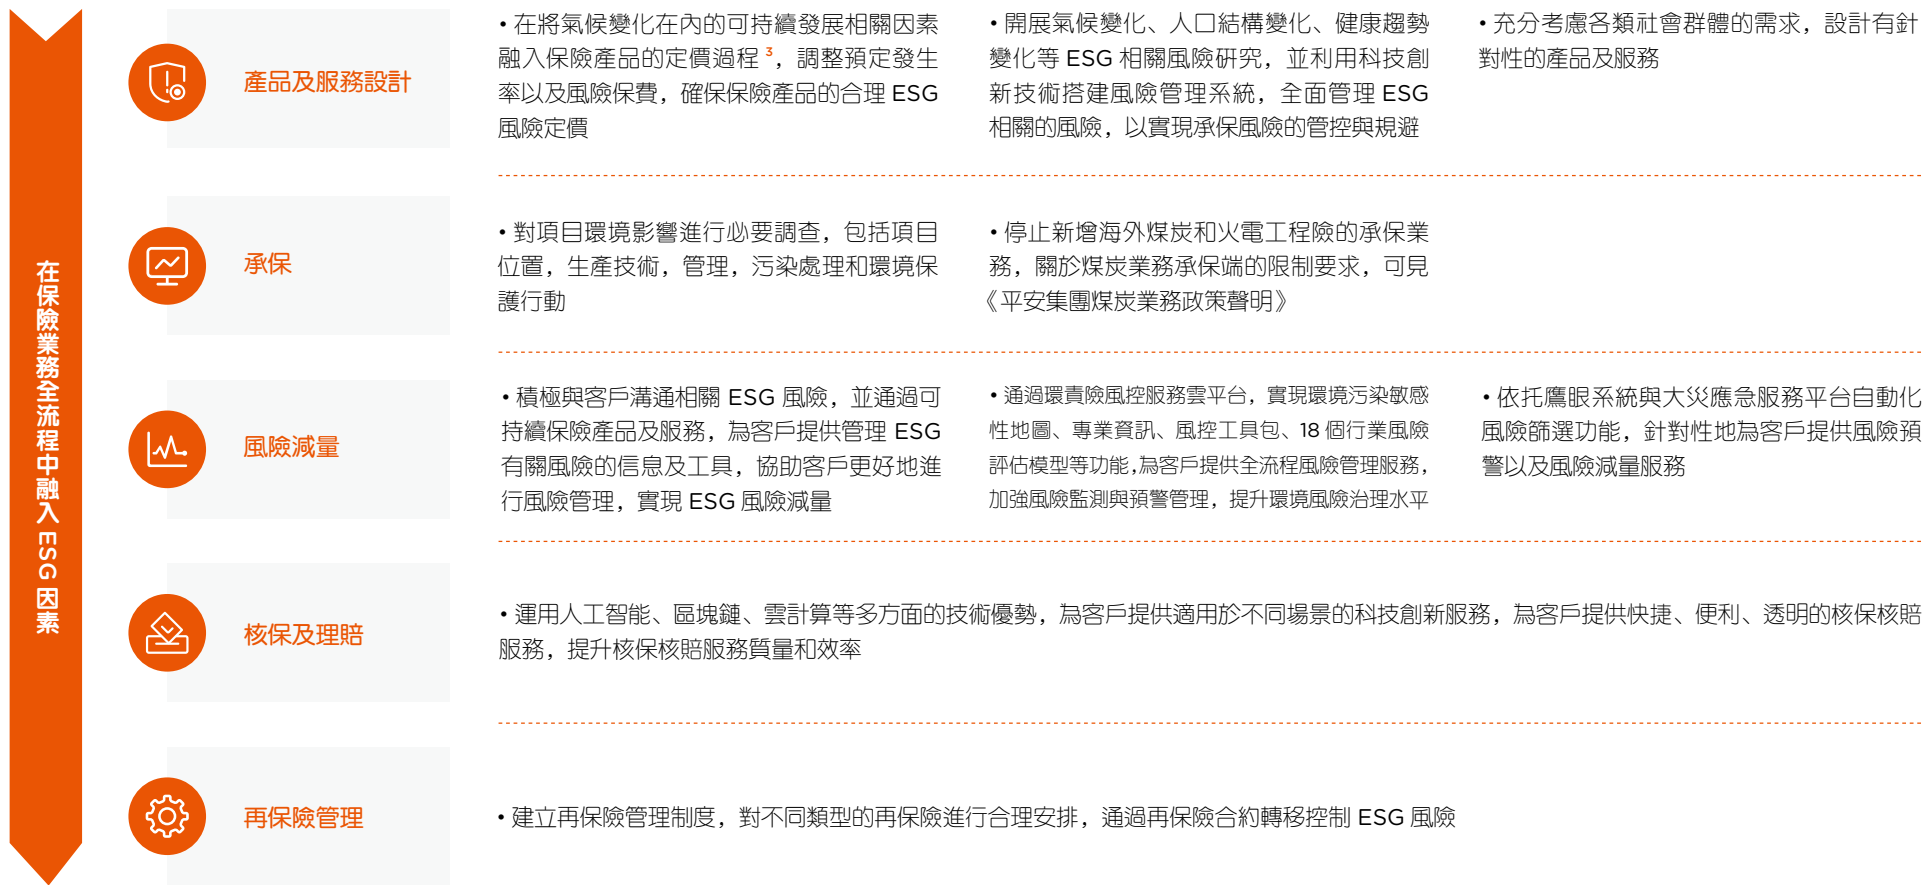 在保險業務全流程中融入 ESG 因素
產品及服務設計
• 在將氣候變化在內的可持續發展相關因素
融入保險產品的定價過程 3，調整預定發生
率以及風險保費，確保保險產品的合理 ESG
風險定價
• 開展氣候變化、人口結構變化、健康趨勢
變化等 ESG 相關風險研究，並利用科技創
新技術搭建風險管理系統，全面管理 ESG
相關的風險，以實現承保風險的管控與規避
• 充分考慮各類社會群體的需求，設計有針
對性的產品及服務
承保
• 對項目環境影響進行必要調查，包括項目
位置，生產技術，管理，污染處理和環境保
護行動
• 停止新增海外煤炭和火電工程險的承保業
務，關於煤炭業務承保端的限制要求，可見
《平安集團煤炭業務政策聲明》
風險減量
• 積極與客戶溝通相關 ESG 風險，並通過可
持續保險產品及服務，為客戶提供管理 ESG
有關風險的信息及工具，協助客戶更好地進
行風險管理，實現 ESG 風險減量
• 通過環責險風控服務雲平台，實現環境污染敏感
性地圖、專業資訊、風控工具包、18 個行業風險
評估模型等功能，為客戶提供全流程風險管理服務，
加強風險監測與預警管理，提升環境風險治理水平
• 依托鷹眼系統與大災應急服務平台自動化
風險篩選功能，針對性地為客戶提供風險預
警以及風險減量服務
核保及理賠
• 運用人工智能、區塊鏈、雲計算等多方面的技術優勢，為客戶提供適用於不同場景的科技創新服務，為客戶提供快捷、便利、透明的核保核賠
服務，提升核保核賠服務質量和效率
再保險管理
• 建立再保險管理制度，對不同類型的再保險進行合理安排，通過再保險合約轉移控制 ESG 風險